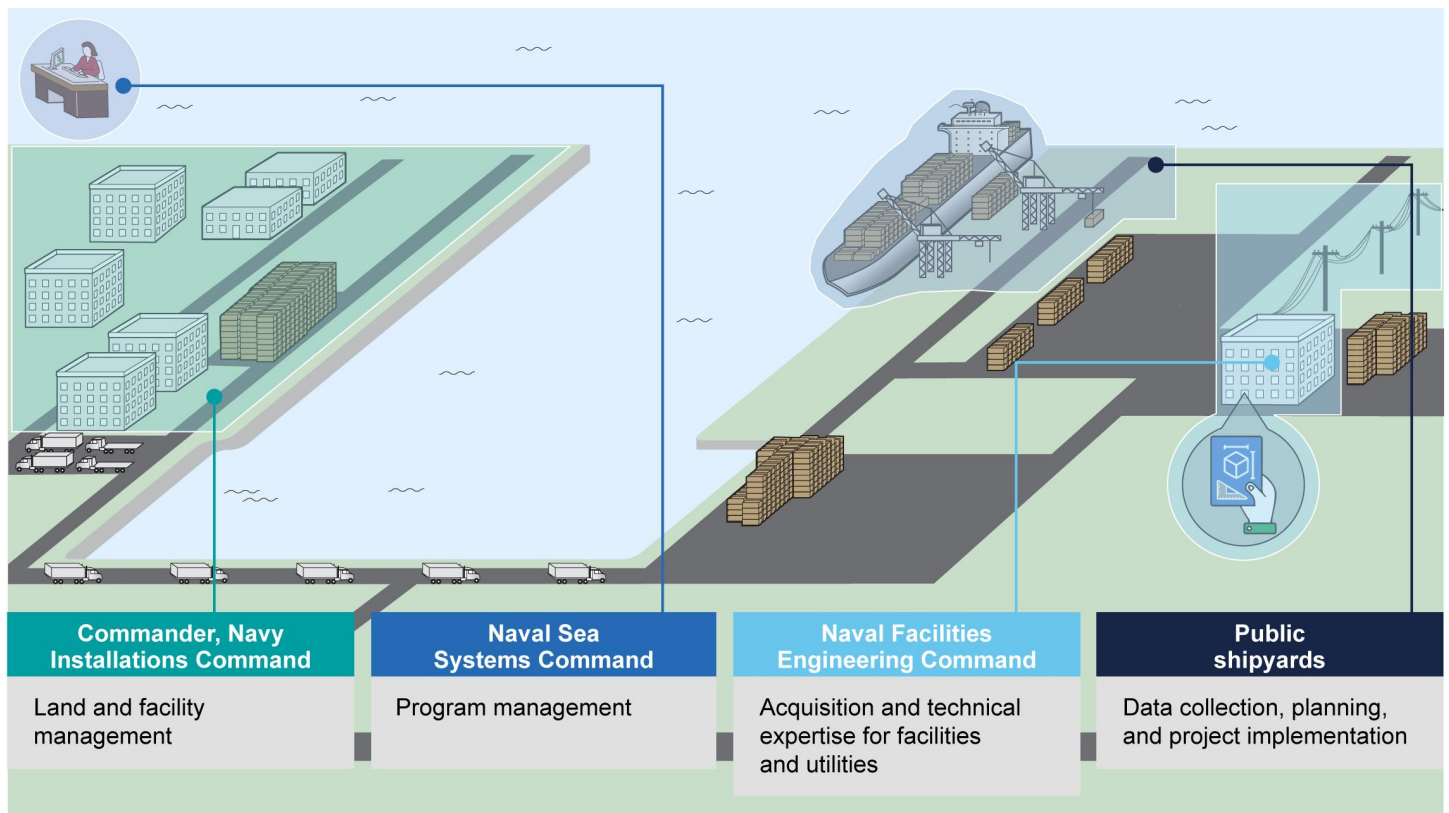 Commander, Navy
Installations Command
Land and facility
management
Naval Sea
Systems Command
Program management
Naval Facilities
Engineering Command
Acquisition and technical
expertise for facilities
and utilities
Public
shipyards
Data collection, planning,
and project implementation